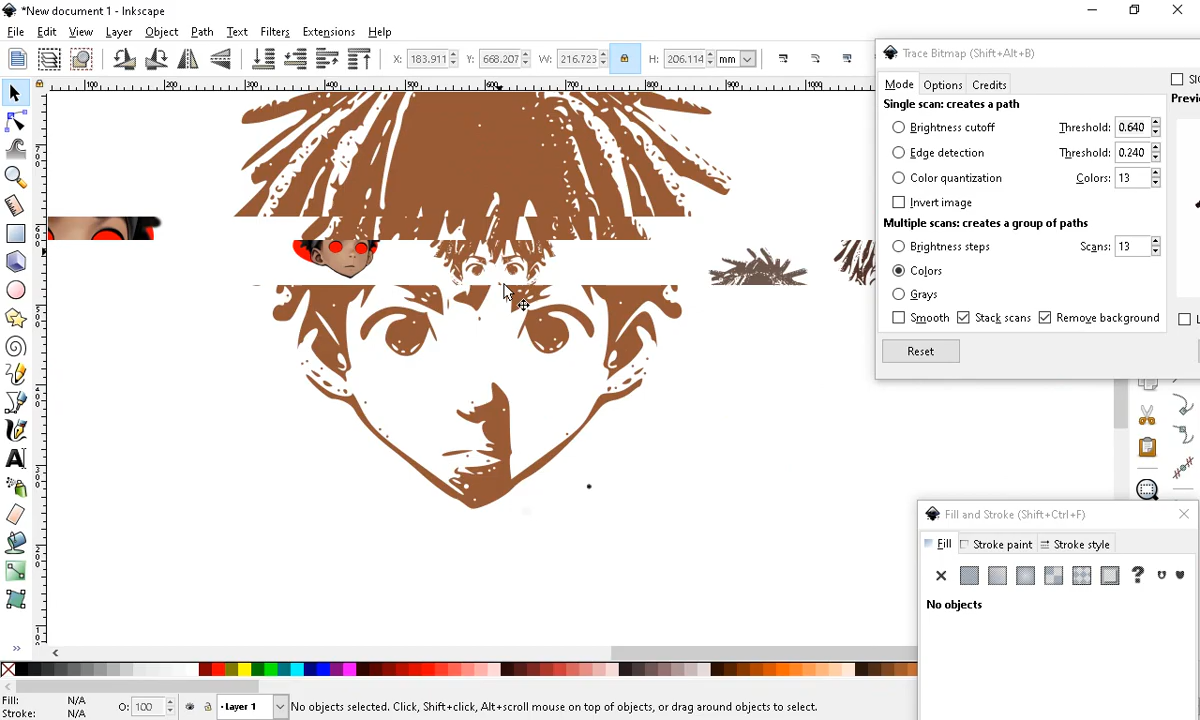 *New document 1 - Inkscape
File Edit View Layer Object Path Text Filters Extensions Help
X: 183.911 Y: 668.207 W: 216.723 H: 206.114 mm
Trace Bitmap (Shift+Alt+B)
Mode Options Credits
Single scan: creates a path
Brightness cutoff Threshold: 0.640
Edge detection Threshold: 0.240
Color quantization Colors: 13
Invert image
Multiple scans: creates a group of paths
Brightness steps Scans: 13
Colors
Grays
Smooth Stack scans Remove background
Reset
Fill and Stroke (Shift+Ctrl+F)
Fill Stroke paint Stroke style
No objects
Fill: N/A
Stroke: N/A
O: 100
Layer 1
No objects selected. Click, Shift+click, Alt+scroll mouse on top of objects, or drag around objects to select.